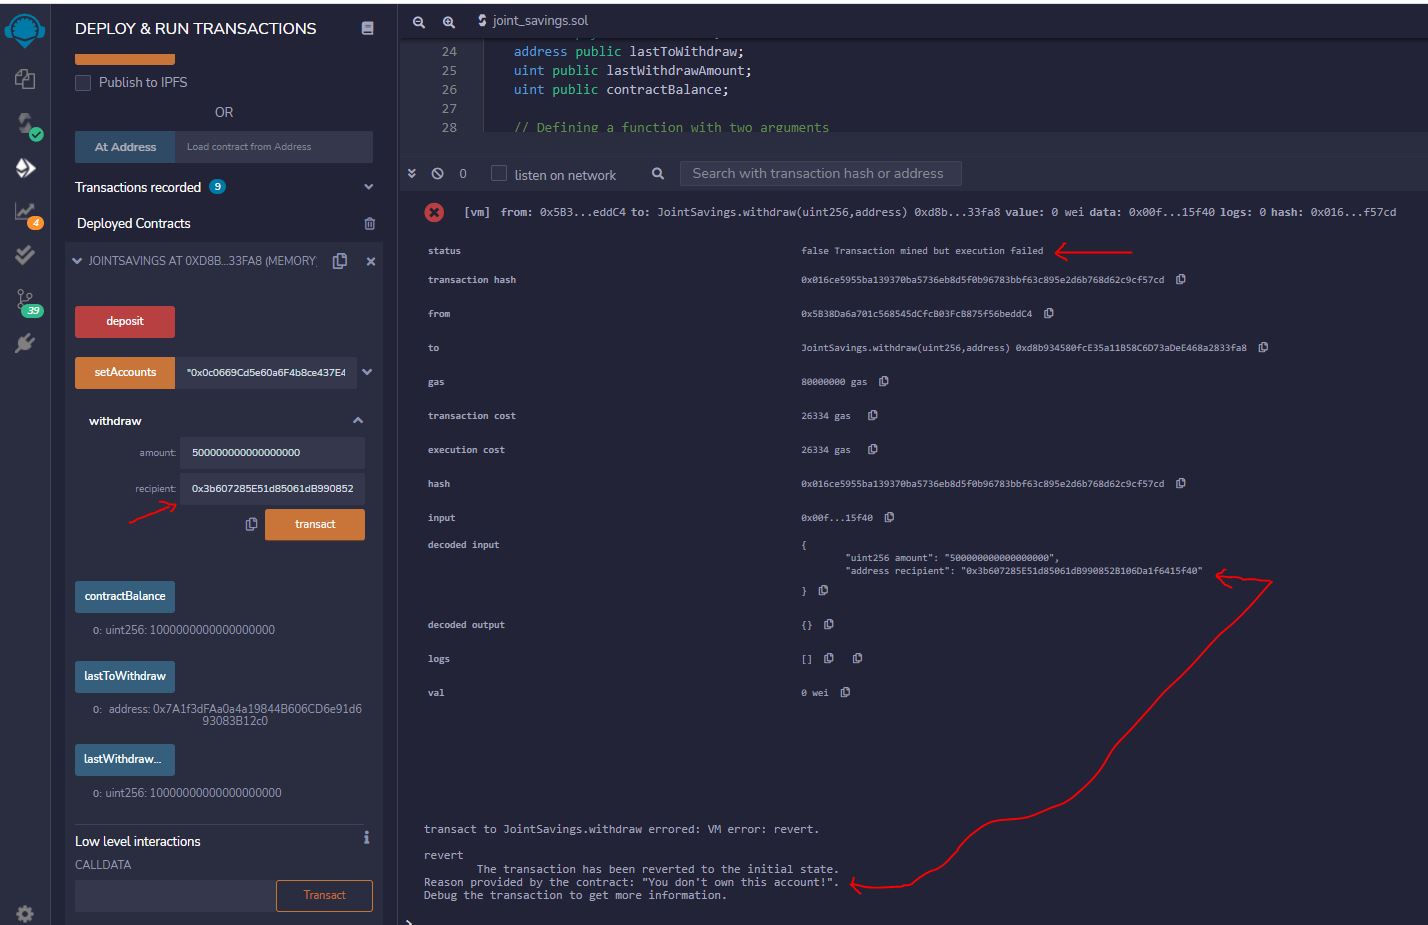 DEPLOY & RUN TRANSACTIONS
Publish to IPFS
OR
At Address
Load contract from Address
Transactions recorded 9
Deployed Contracts
JOINTSAVINGS AT 0XD8B...33FA8 (MEMORY)
4
39
deposit
setAccounts
"0x0c0669Cd5e60a6F4b8ce437E4
withdraw
amount:
500000000000000000
recipient:
0x3b607285E51d85061dB990852
transact
contractBalance
0: uint256: 1000000000000000000
lastToWithdraw
0: address: 0x7A1f3dFAa0a4a19844B606CD6e91d6
93083B12c0
lastWithdraw...
0: uint256: 10000000000000000000
Low level interactions
CALLDATA
Transact
joint_savings.sol
24 address public lastToWithdraw;
25 uint public lastWithdrawAmount;
26 uint public contractBalance;
27
28 // Defining a function with two arguments
0
listen on network
Search with transaction hash or address
[vm] from: 0x5B3...eddC4 to: JointSavings.withdraw(uint256,address) 0xd8b...33fa8 value: 0 wei data: 0x00f...15f40 logs: 0 hash: 0x016...f57cd
status false Transaction mined but execution failed
transaction hash 0x016ce5955ba139370ba5736eb8d5f0b96783bbf63c895e2d6b768d62c9cf57cd
from 0x5B38Da6a701c568545dCfcB03FcB875f56beddC4
to JointSavings.withdraw(uint256,address) 0xd8b934580fcE35a11B58C6D73aDeE468a2833fa8
gas 80000000 gas
transaction cost 26334 gas
execution cost 26334 gas
hash 0x016ce5955ba139370ba5736eb8d5f0b96783bbf63c895e2d6b768d62c9cf57cd
input 0x00f...15f40
decoded input {
"uint256 amount": "500000000000000000",
"address recipient": "0x3b607285E51d85061dB990852B106Da1f6415f40"
}
decoded output {}
logs []
val 0 wei
transact to JointSavings.withdraw errored: VM error: revert.
revert
The transaction has been reverted to the initial state.
Reason provided by the contract: "You don't own this account!".
Debug the transaction to get more information.